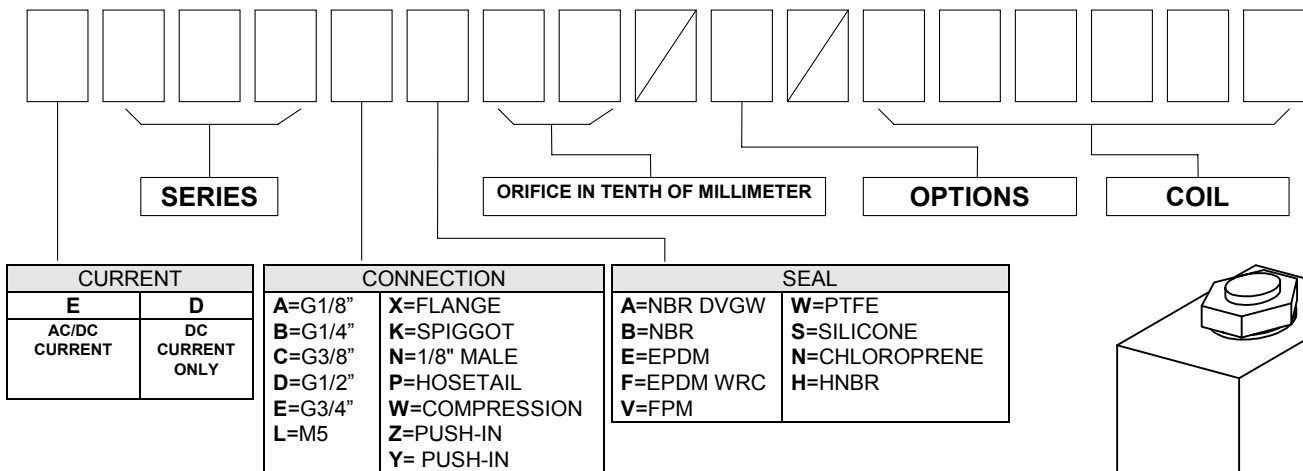 SERIES
ORIFICE IN TENTH OF MILLIMETER
OPTIONS
COIL
CURRENT
E D
AC/DC CURRENT
DC CURRENT ONLY
CONNECTION
A=G1/8”
B=G1/4”
C=G3/8”
D=G1/2”
E=G3/4”
L=M5
X=FLANGE
K=SPIGGOT
N=1/8" MALE
P=HOSETAIL
W=COMPRESSION
Z=PUSH-IN
Y= PUSH-IN
SEAL
A=NBR DVGW
B=NBR
E=EPDM
F=EPDM WRC
V=FPM
W=PTFE
S=SILICONE
N=CHLOROPRENE
H=HNBR